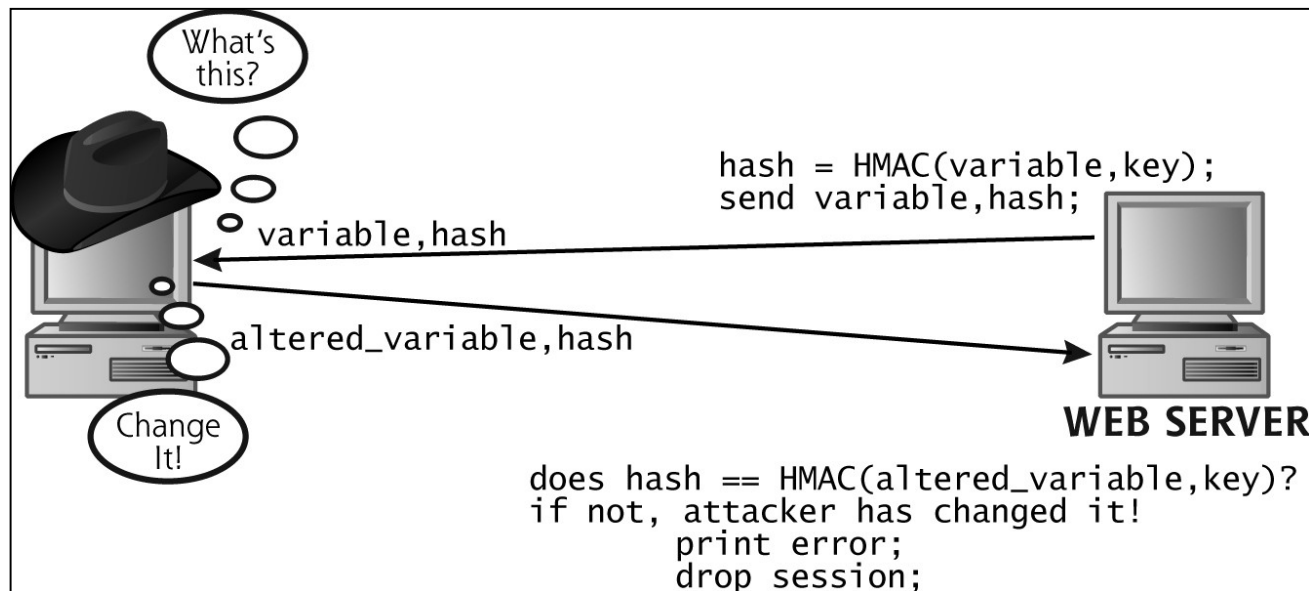 What's
this?
hash = HMAC(variable,key);
send variable,hash;
variable,hash
altered_variable,hash
Change
It!
WEB SERVER
does hash == HMAC(altered_variable,key)?
if not, attacker has changed it!
print error;
drop session;